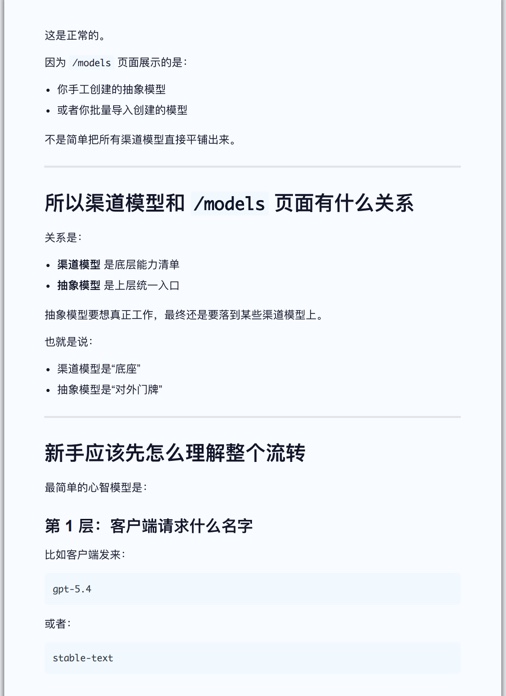 这是正常的。
因为 /models 页面展示的是：
• 你手工创建的抽象模型
• 或者你批量导入创建的模型
不是简单把所有渠道模型直接平铺出来。
所以渠道模型和 /models 页面有什么关系
关系是：
• 渠道模型 是底层能力清单
• 抽象模型 是上层统一入口
抽象模型要想真正工作，最终还是要落到某些渠道模型上。
也就是说：
• 渠道模型是“底座”
• 抽象模型是“对外门牌”
新手应该先怎么理解整个流转
最简单的心智模型是：
第 1 层：客户端请求什么名字
比如客户端发来：
gpt-5.4
或者：
stable-text